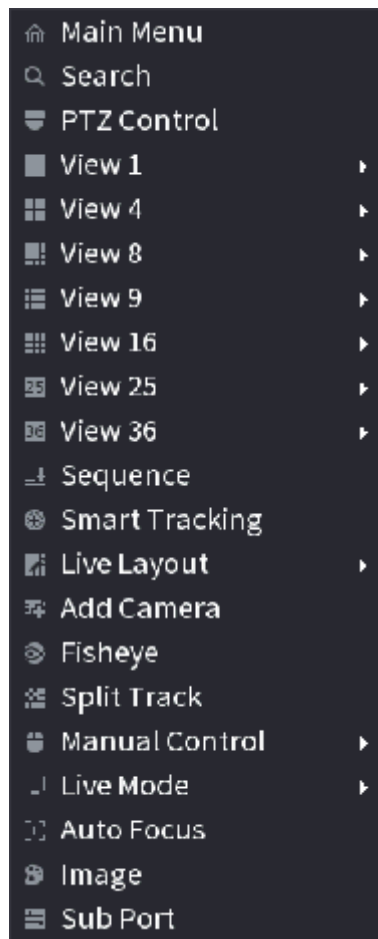 Main Menu
Search
PTZ Control
View 1
View 4
View 8
View 9
View 16
25 View 25
36 View 36
Sequence
Smart Tracking
Live Layout
Add Camera
Fisheye
Split Track
Manual Control
Live Mode
Auto Focus
Image
Sub Port